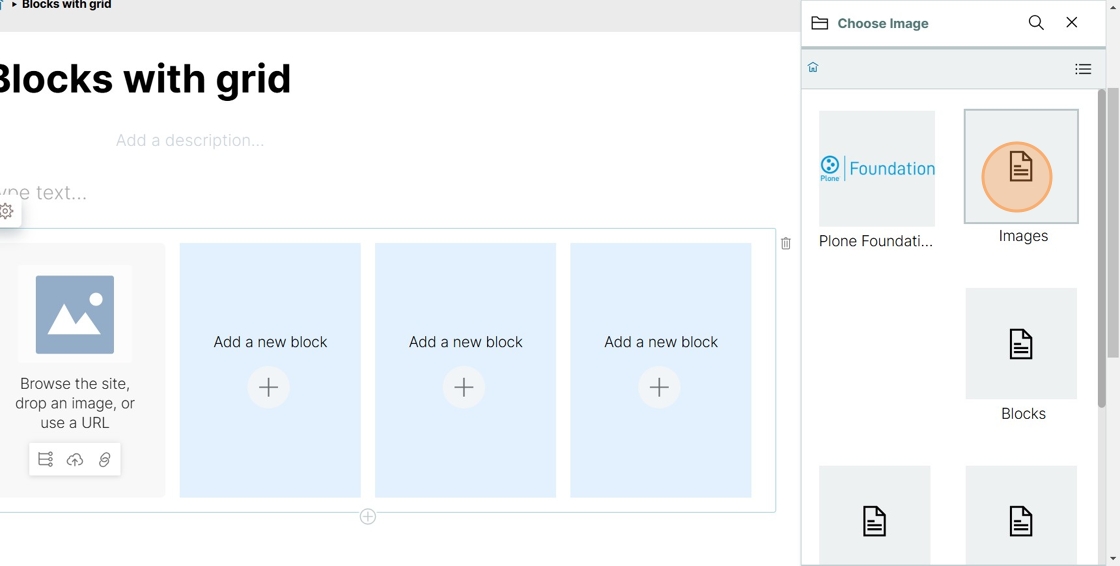 Blocks with grid
Blocks with grid
Add a description...
ype text...
Browse the site,
drop an image, or
use a URL
Add a new block
Add a new block
Add a new block
Choose Image
Plone
Foundation
Plone Foundati...
Images
Blocks